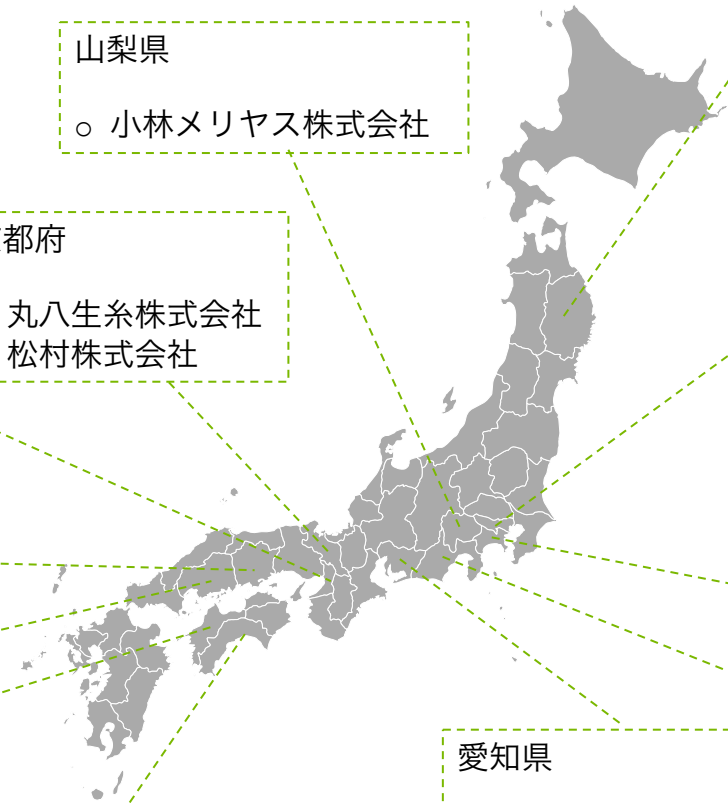 山梨県
○ 小林メリヤス株式会社
都府
丸八生糸株式会社
松村株式会社
愛知県